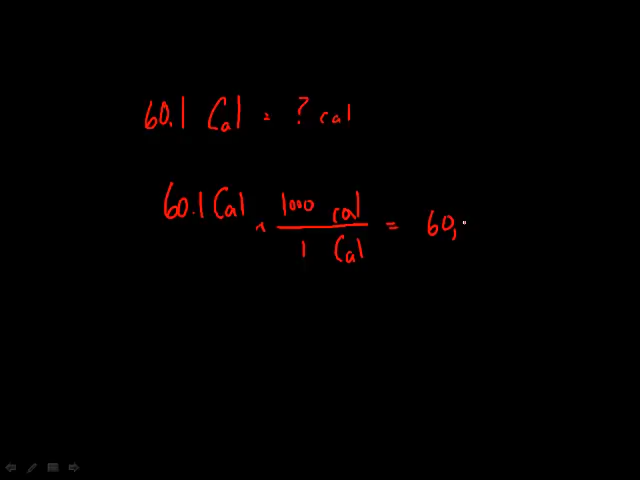 60.1 Cal = ? cal
60.1 Cal × 1000 cal / 1 Cal = 60,